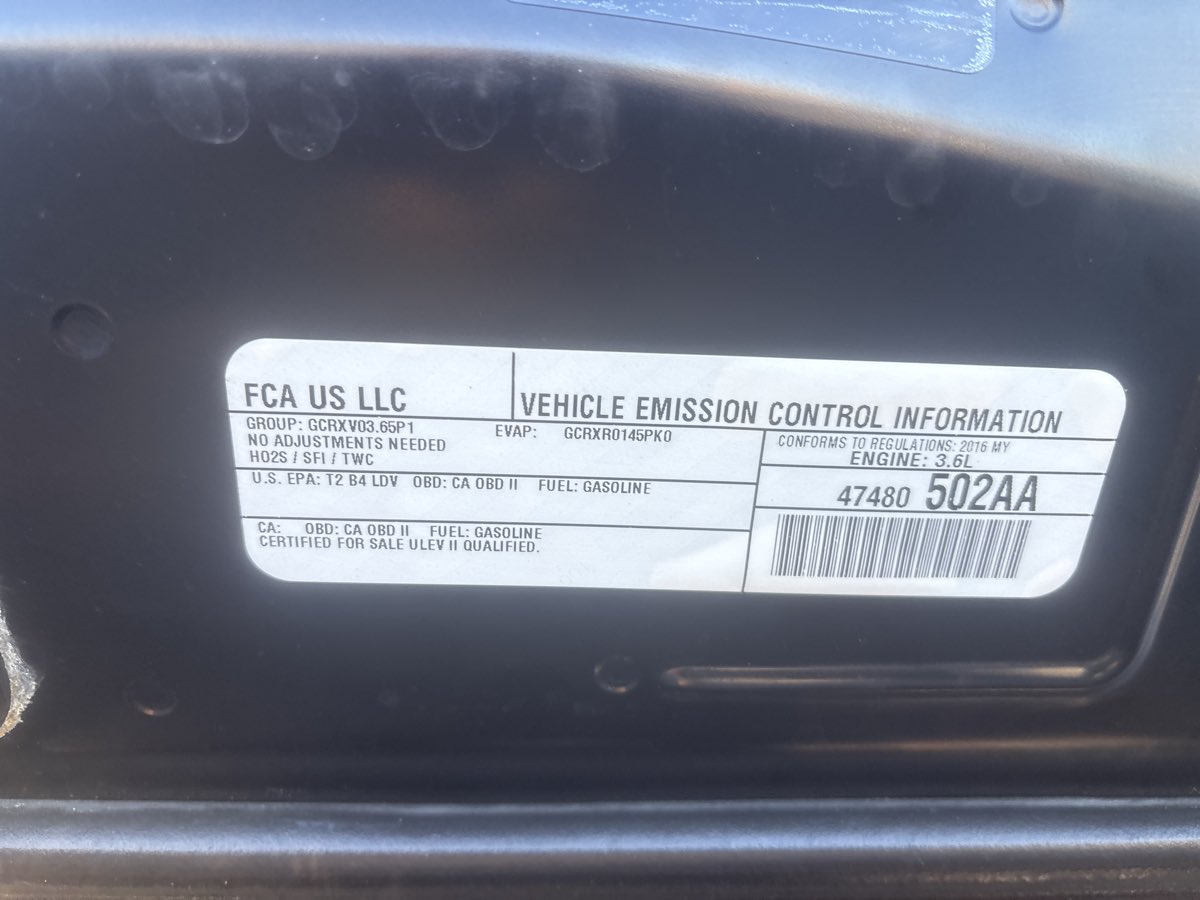 FCA US LLC
VEHICLE EMISSION CONTROL INFORMATION
GROUP: GCRXV03.65P1 EVAP: GCRXR0145PK0
NO ADJUSTMENTS NEEDED
HO2S / SFI / TWC
CONFORMS TO REGULATIONS: 2016 MY
ENGINE: 3.6L
U.S. EPA: T2 B4 LDV OBD: CA OBD II FUEL: GASOLINE
47480 502AA
CA: OBD: CA OBD II FUEL: GASOLINE
CERTIFIED FOR SALE ULEV II QUALIFIED.